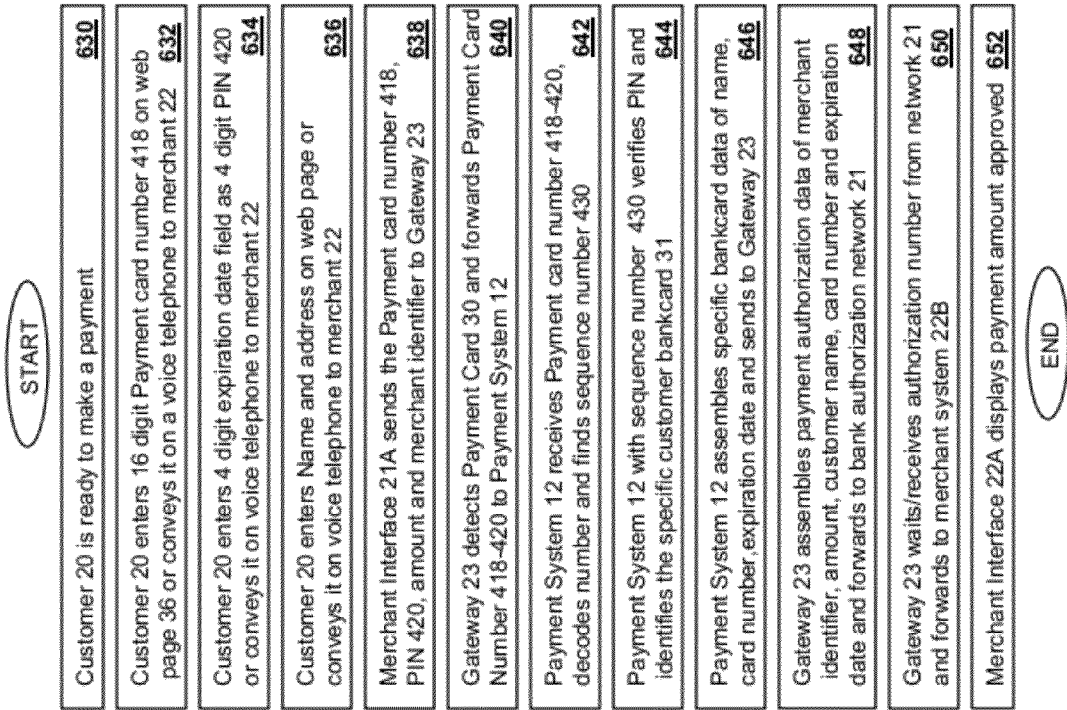 START
Customer 20 is ready to make a payment 630
Customer 20 enters 16 digit Payment card number 418 on web
page 36 or conveys it on a voice telephone to merchant 22 632
Customer 20 enters 4 digit expiration date field as 4 digit PIN 420
or conveys it on voice telephone to merchant 22 634
Customer 20 enters Name and address on web page or
conveys it on voice telephone to merchant 22 636
Merchant Interface 21A sends the Payment card number 418,
PIN 420, amount and merchant identifier to Gateway 23 638
Gateway 23 detects Payment Card 30 and forwards Payment Card
Number 418-420 to Payment System 12 640
Payment System 12 receives Payment card number 418-420,
decodes number and finds sequence number 430 642
Payment System 12 with sequence number 430 verifies PIN and
identifies the specific customer bankcard 31 644
Payment System 12 assembles specific bankcard data of name,
card number, expiration date and sends to Gateway 23 646
Gateway 23 assembles payment authorization data of merchant
identifier, amount, customer name, card number and expiration
date and forwards to bank authorization network 21 648
Gateway 23 waits/receives authorization number from network 21
and forwards to merchant system 22B 650
Merchant Interface 22A displays payment amount approved 652
END